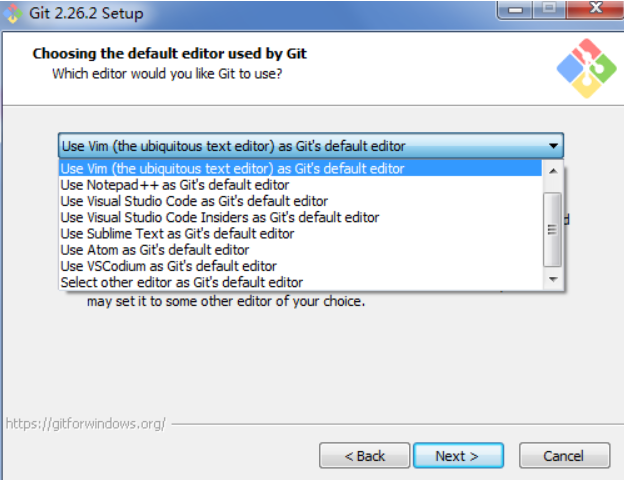 Git 2.26.2 Setup
Choosing the default editor used by Git
Which editor would you like Git to use?
Use Vim (the ubiquitous text editor) as Git's default editor
Use Vim (the ubiquitous text editor) as Git's default editor
Use Notepad++ as Git's default editor
Use Visual Studio Code as Git's default editor
Use Visual Studio Code Insiders as Git's default editor
Use Sublime Text as Git's default editor
Use Atom as Git's default editor
Use VSCodium as Git's default editor
Select other editor as Git's default editor
may set it to some other editor of your choice.
https://gitforwindows.org/
< Back Next > Cancel